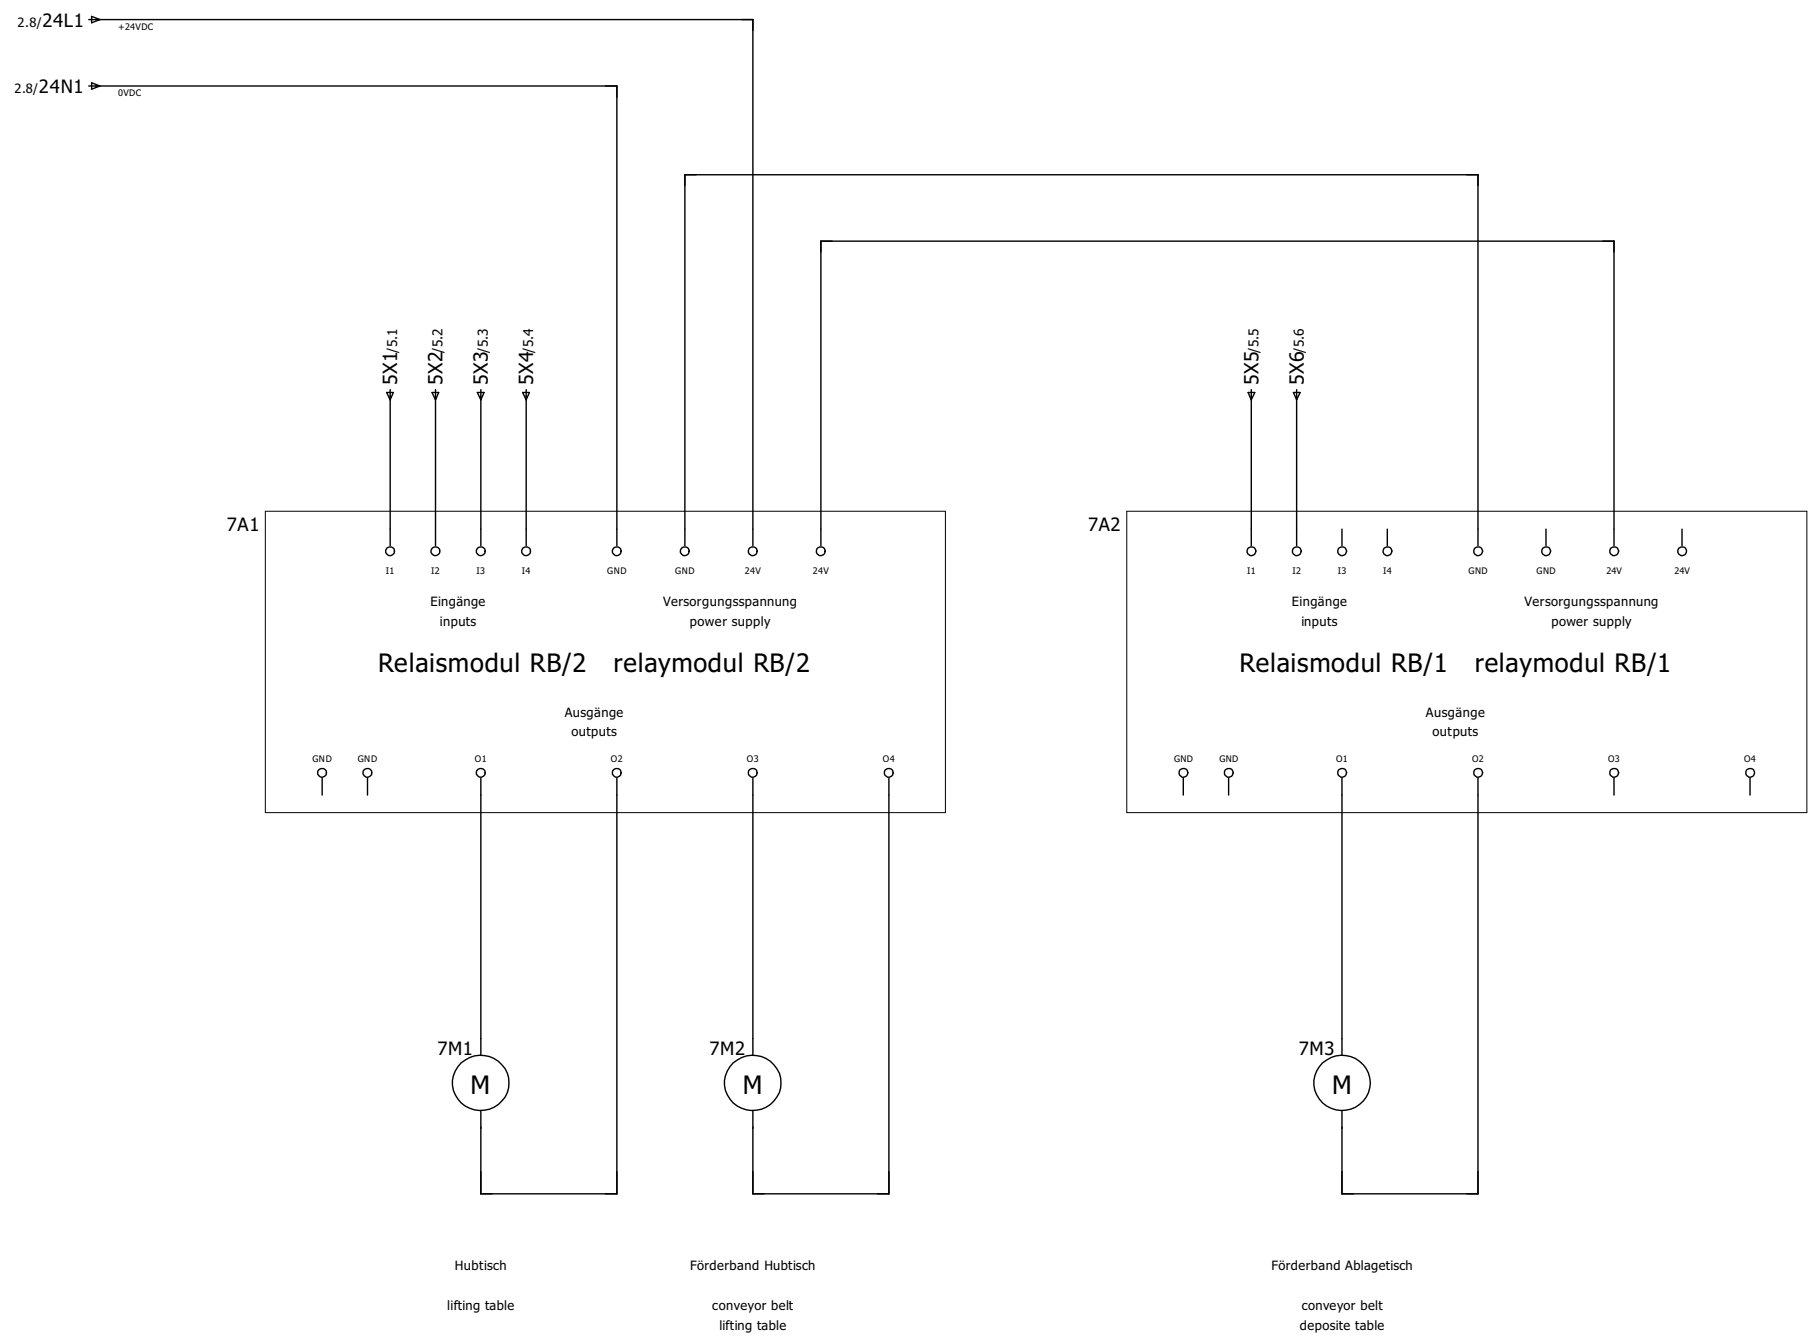 2.8/24L1
+24VDC
2.8/24N1
0VDC
5X1/5.1
5X2/5.2
5X3/5.3
5X4/5.4
5X5/5.5
5X6/5.6
7A1
I1 I2 I3 I4 GND GND 24V 24V
Eingänge Versorgungsspannung
inputs power supply
Relaismodul RB/2 relaymodul RB/2
Ausgänge
outputs
GND GND O1 O2 O3 O4
7A2
I1 I2 I3 I4 GND GND 24V 24V
Eingänge Versorgungsspannung
inputs power supply
Relaismodul RB/1 relaymodul RB/1
Ausgänge
outputs
GND GND O1 O2 O3 O4
7M1
M
7M2
M
7M3
M
Hubtisch
lifting table
Förderband Hubtisch
conveyor belt
lifting table
Förderband Ablagetisch
conveyor belt
deposite table